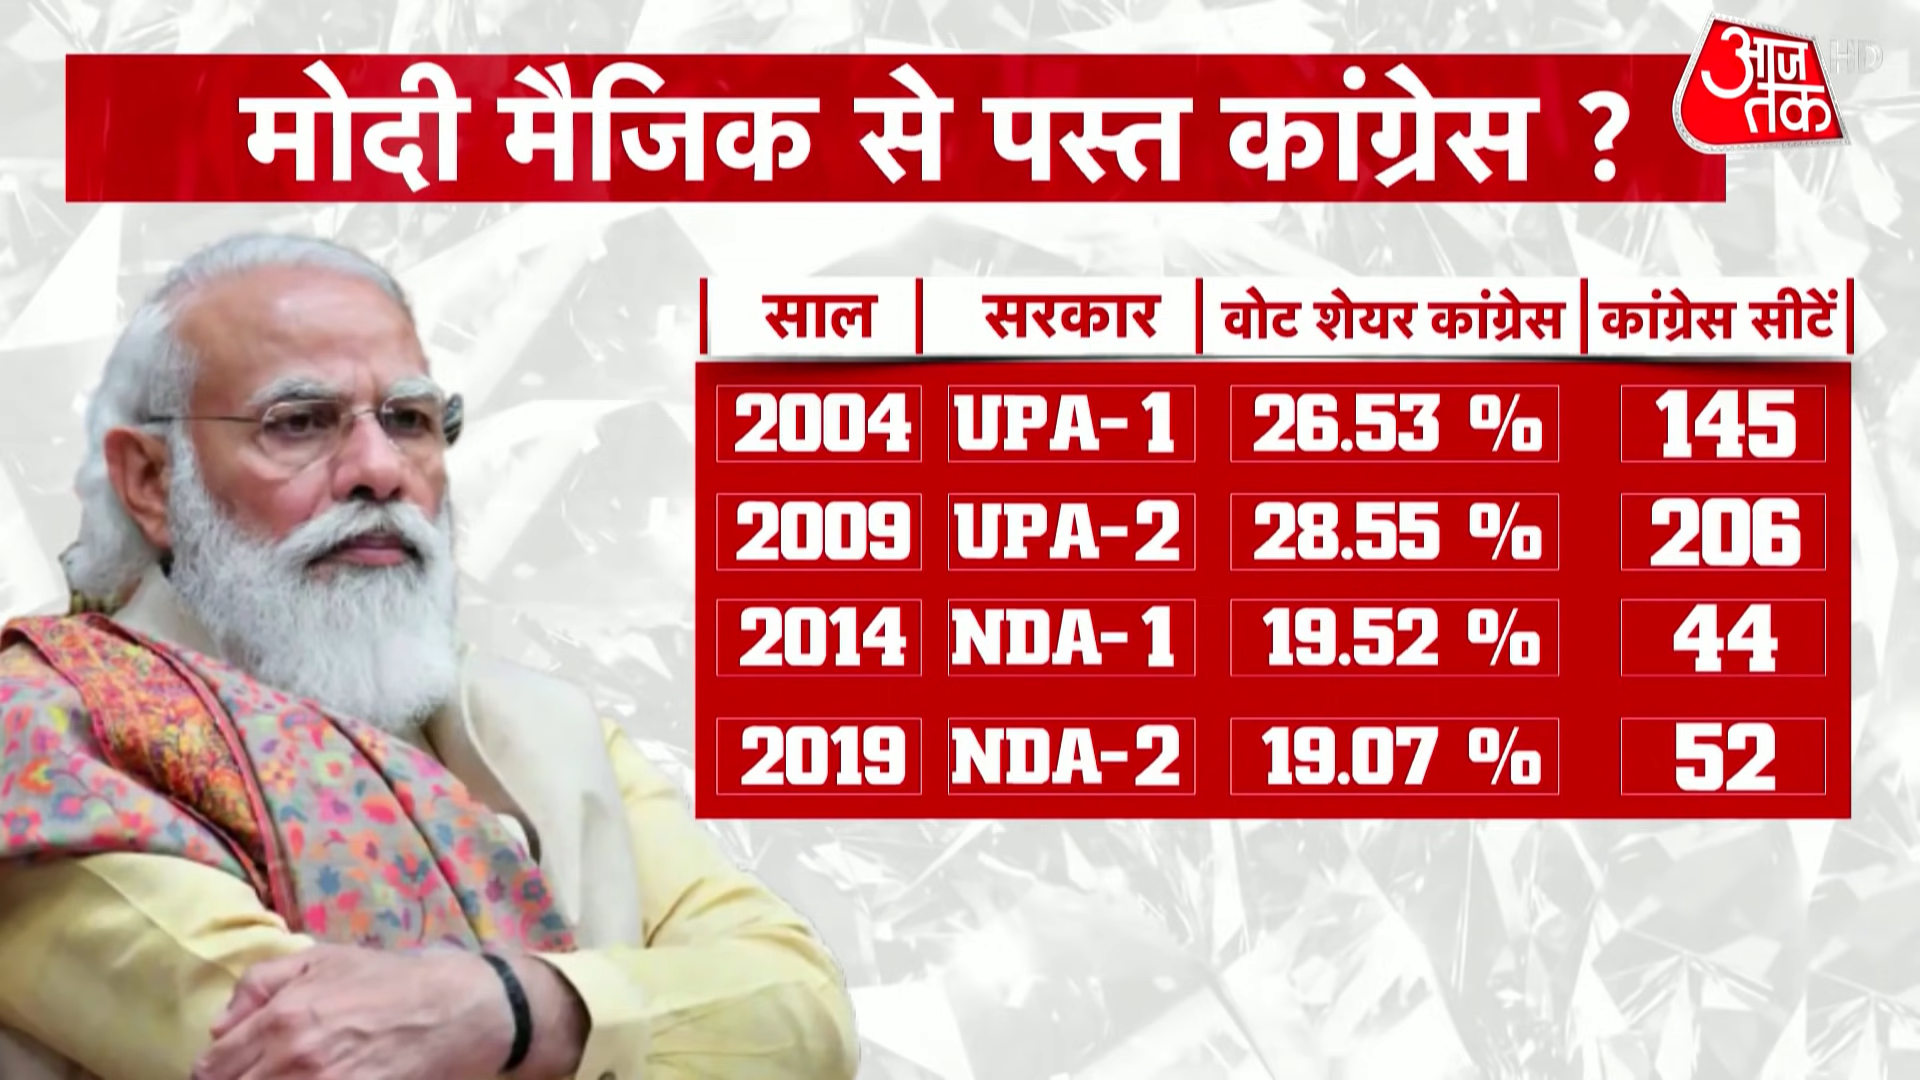 मोदी मैजिक से पस्त कांग्रेस ?
आज
तक
HD
साल सरकार वोट शेयर कांग्रेस कांग्रेस सीटें
2004 UPA-1 26.53 % 145
2009 UPA-2 28.55 % 206
2014 NDA-1 19.52 % 44
2019 NDA-2 19.07 % 52